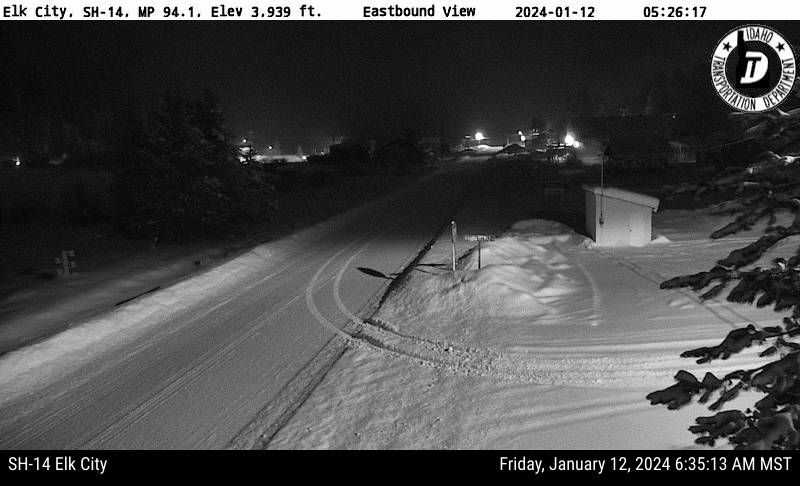 Elk City, SH-14, MP 94.1, Elev 3,939 ft. Eastbound View 2024-01-12 05:26:17
IDAHO
TRANSPORTATION DEPARTMENT
SH-14 Elk City Friday, January 12, 2024 6:35:13 AM MST